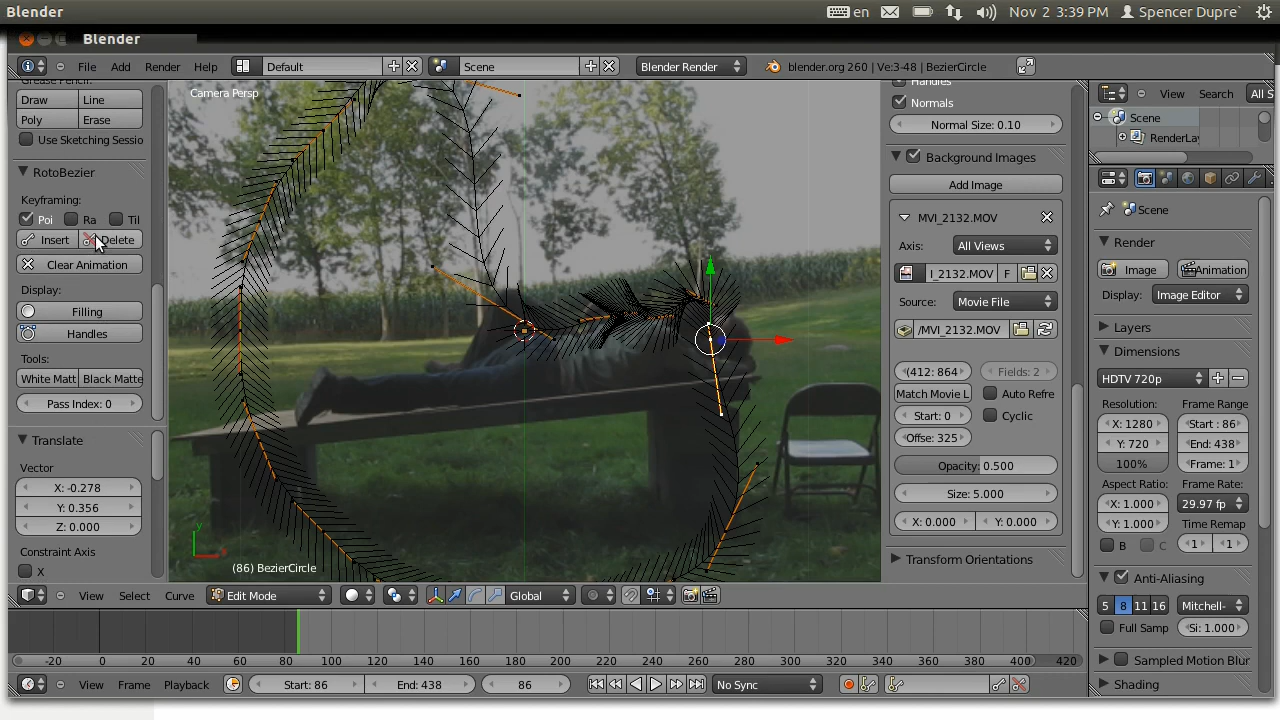 Blender
en
Nov 2 3:39 PM
Spencer Dupre`
Blender
File Add Render Help
Default
Scene
Blender Render
blender.org 260 | Ve:3-48 | BezierCircle
Grease Pencil:
Draw Line
Poly Erase
Use Sketching Sessio
RotoBezier
Keyframing:
Poi Ra Til
Insert Delete
Clear Animation
Display:
Filling
Handles
Tools:
White Matt Black Matte
Pass Index: 0
Translate
Vector
X: -0.278
Y: 0.356
Z: 0.000
Constraint Axis
X
Camera Persp
y
(86) BezierCircle
Handles
Normals
Normal Size: 0.10
Background Images
Add Image
MVI_2132.MOV
Axis: All Views
I_2132.MOV F
Source: Movie File
/MVI_2132.MOV
(412: 864 Fields: 2
Match Movie L Auto Refre
Start: 0 Cyclic
Offse: 325
Opacity: 0.500
Size: 5.000
X: 0.000 Y: 0.000
Transform Orientations
View Search All S
Scene
RenderLay
Scene
Render
Image Animation
Display: Image Editor
Layers
Dimensions
HDTV 720p
Resolution: Frame Range
X: 1280 Start : 86
Y: 720 End: 438
100% Frame: 1
Aspect Ratio: Frame Rate:
X: 1.000 29.97 fp
Y: 1.000 Time Remap
B C 1 1
Anti-Aliasing
5 8 11 16 Mitchell-
Full Samp Si: 1.000
Sampled Motion Blur
Shading
View Select Curve Edit Mode Global
-20 0 20 40 60 80 100 120 140 160 180 200 220 240 260 280 300 320 340 360 380 400 420
View Frame Playback Start: 86 End: 438 86 No Sync